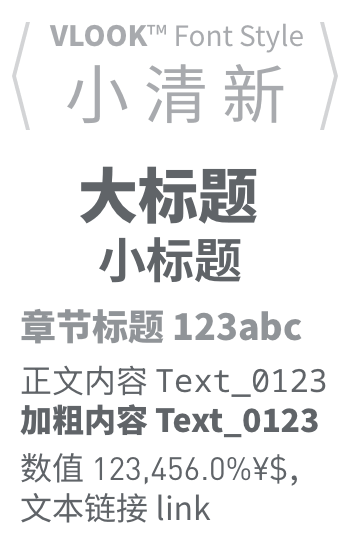 VLOOK™ Font Style
小清新
大标题
小标题
章节标题 123abc
正文内容 Text_0123
加粗内容 Text_0123
数值 123,456.0%¥$,
文本链接 link